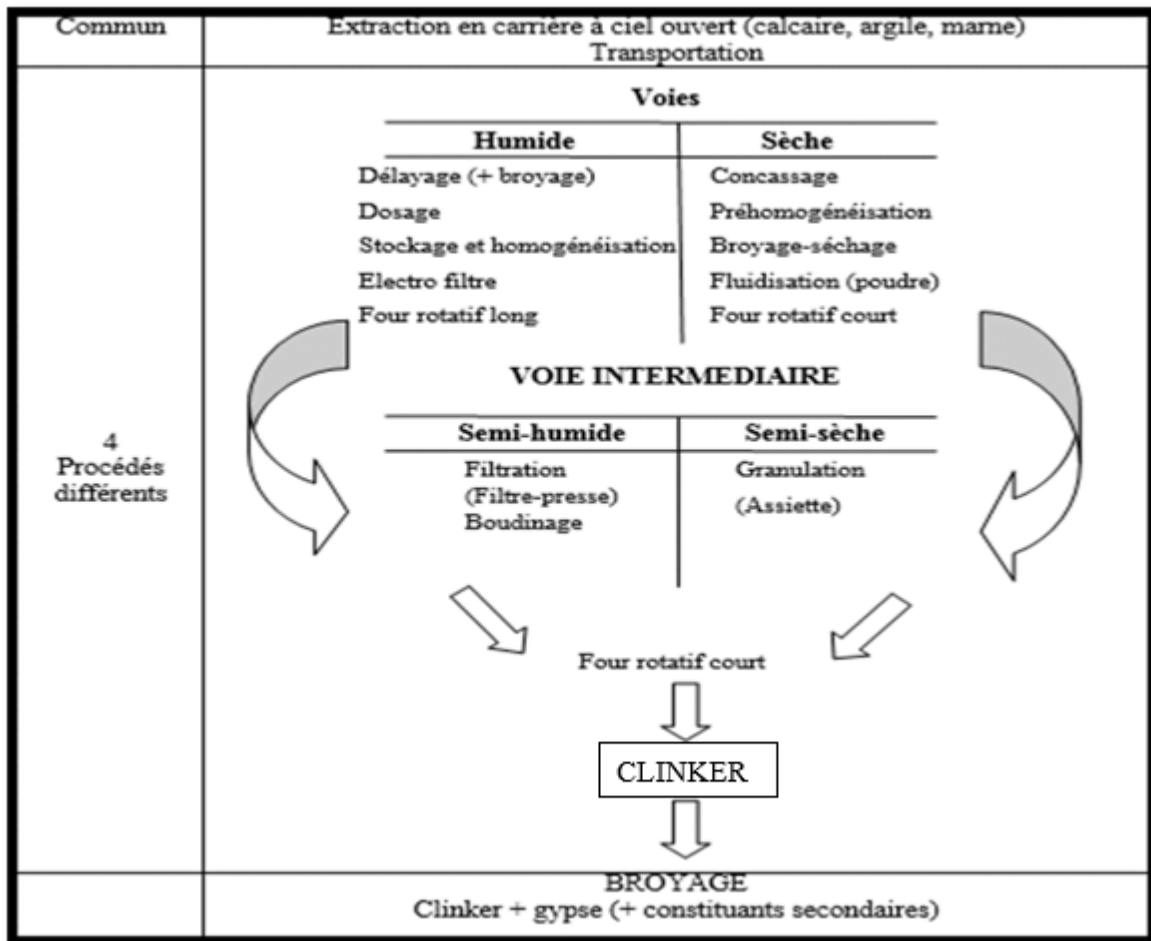 Commun
Extraction en carrière à ciel ouvert (calcaire, argile, marne)
Transportation
4
Procédés
différents
Voies
Humide
Sèche
Délayage (+ broyage)
Concassage
Dosage
Préhomogénéisation
Stockage et homogénéisation
Broyage-séchage
Electro filtre
Fluidisation (poudre)
Four rotatif long
Four rotatif court
VOIE INTERMEDIAIRE
Semi-humide
Semi-sèche
Filtration
Granulation
(Filtre-presse)
(Assiette)
Boudinage
Four rotatif court
CLINKER
BROYAGE
Clinker + gypse (+ constituants secondaires)